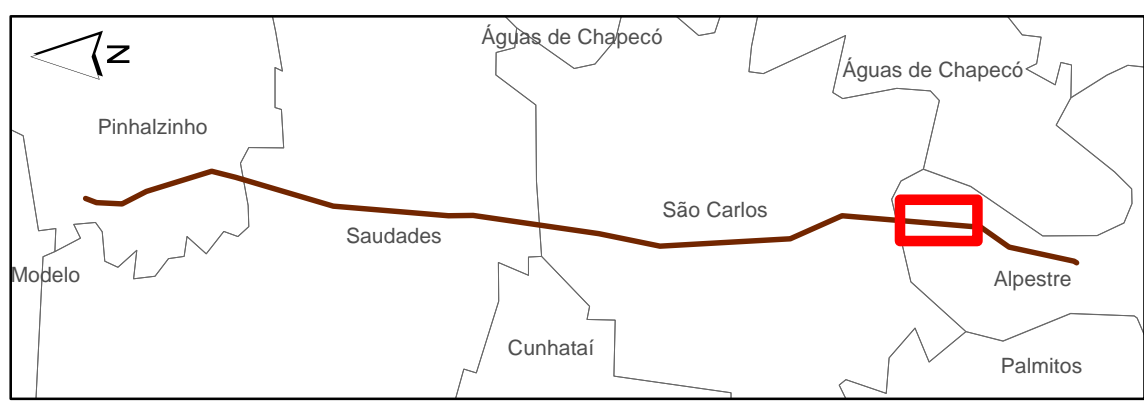 Águas de Chapecó
N
Águas de Chapecó
Pinhalzinho
São Carlos
Saudades
Modelo
Alpestre
Cunhataí
Palmitos